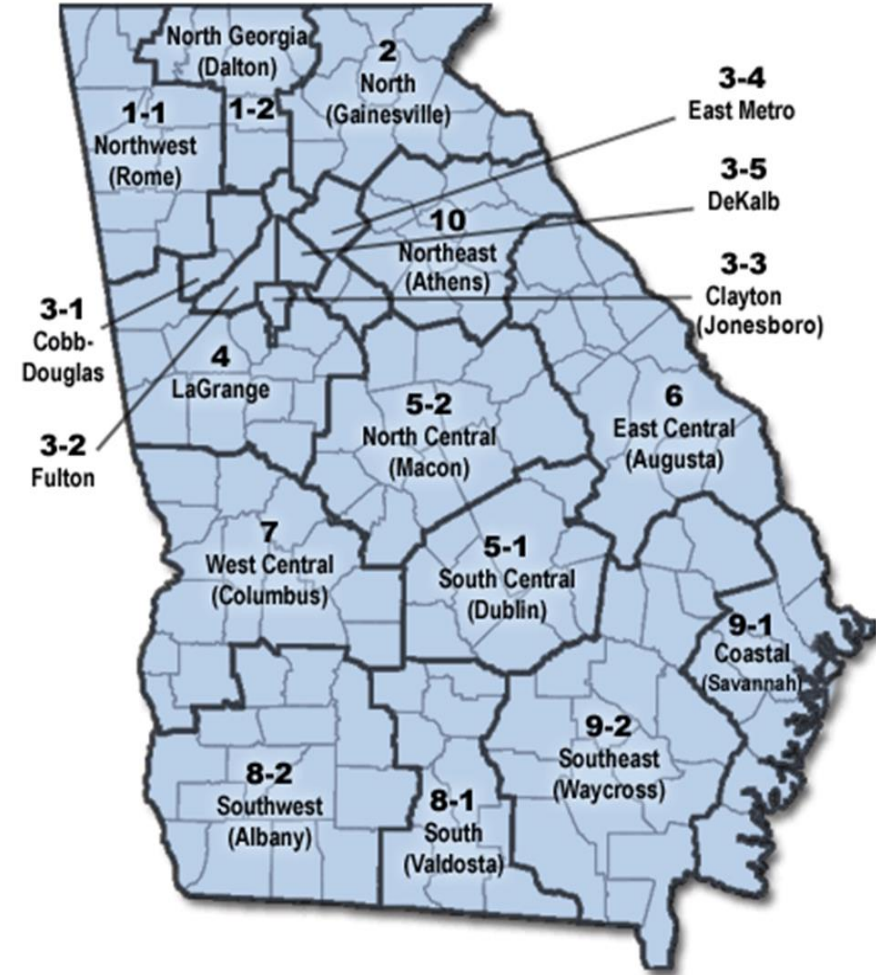 North Georgia
(Dalton)
1-2
2
North
(Gainesville)
1-1
Northwest
(Rome)
3-4
East Metro
3-5
DeKalb
10
Northeast
(Athens)
3-3
Clayton
(Jonesboro)
3-1
Cobb-
Douglas
4
LaGrange
3-2
Fulton
5-2
North Central
(Macon)
6
East Central
(Augusta)
7
West Central
(Columbus)
5-1
South Central
(Dublin)
9-1
Coastal
(Savannah)
9-2
Southeast
(Waycross)
8-2
Southwest
(Albany)
8-1
South
(Valdosta)